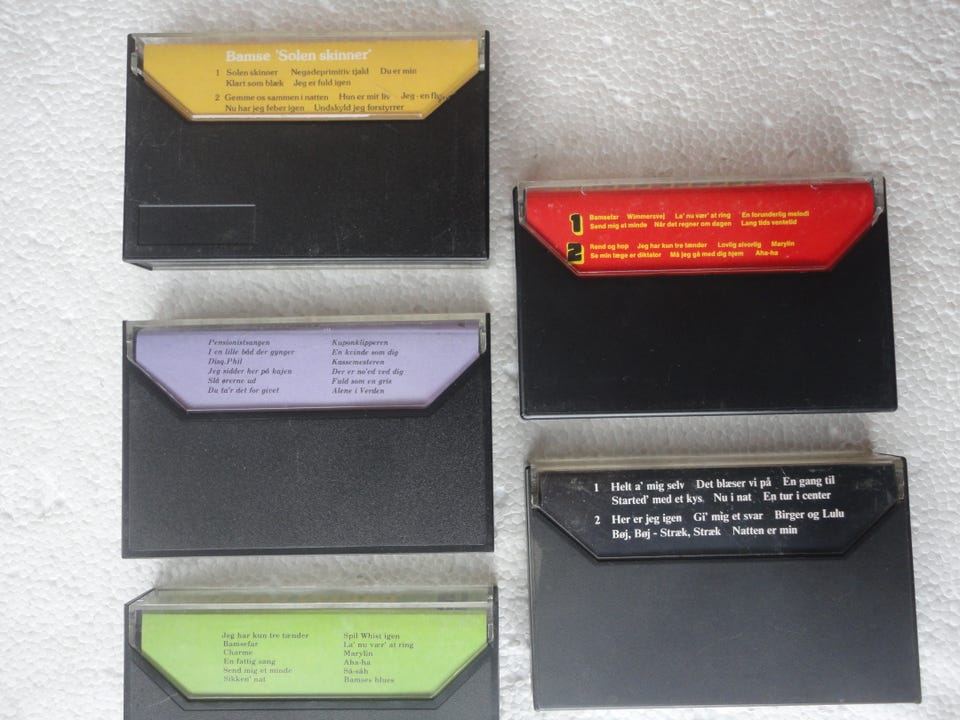 Bamse 'Solen skinner'
1 Solen skinner Negadeprimitiv tjald Du er min
Klart som blæk Jeg er fuld igen
2 Gemme os sammen i natten Hun er mit liv Jeg - en
Nu har jeg feber igen Undskyld jeg forstyrrer
Pensionistsangen Kuponklipperen
I en lille båd der gynger En kvinde som dig
Disq.Phil Kassemesteren
Jeg sidder her på kajen Der er no'ed ved dig
Slå ørerne ud Fuld som en gris
Du ta'r det for givet Alene i Verden
Jeg har kun tre tænder Spil Whist igen
Bamsefar La' nu vær' at ring
Charme Marylin
En fattig sang Aha-ha
Send mig et minde Så-såh
Sikken' nat Bamses blues
1 Bamsefar Wimmersvej La' nu vær' at ring En forunderlig melodi
Send mig et minde Når det regner om dagen Lang tids ventetid
2 Rend og hop Jeg har kun tre tænder Lovlig alvorlig Marylin
Se min læge er diktator Må jeg gå med dig hjem Aha-ha
1 Helt a' mig selv Det blæser vi på En gang til
Started' med et kys Nu i nat En tur i center
2 Her er jeg igen Gi' mig et svar Birger og Lulu
Bøj, Bøj - Stræk, Stræk Natten er min